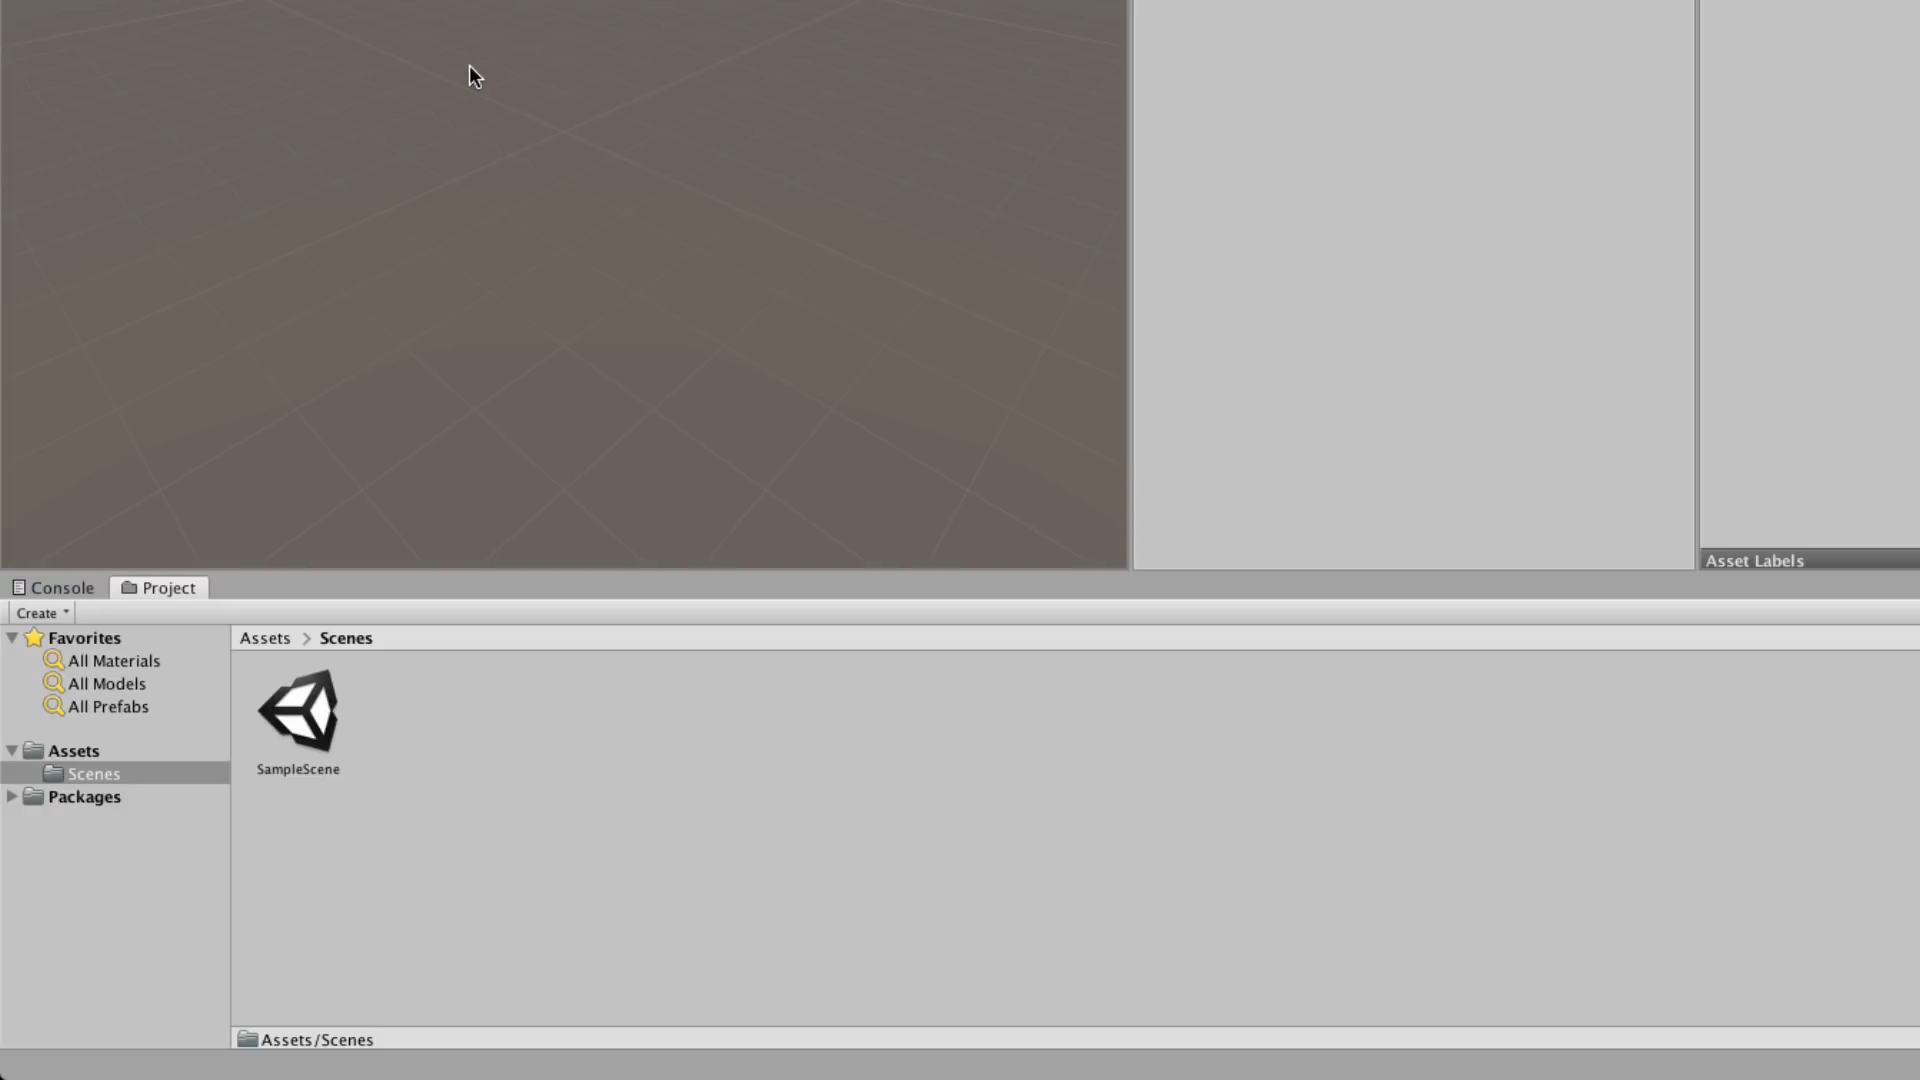 Asset Labels
Console
Project
Create
Favorites
Assets > Scenes
All Materials
All Models
All Prefabs
SampleScene
Assets
Scenes
Packages
Assets/Scenes